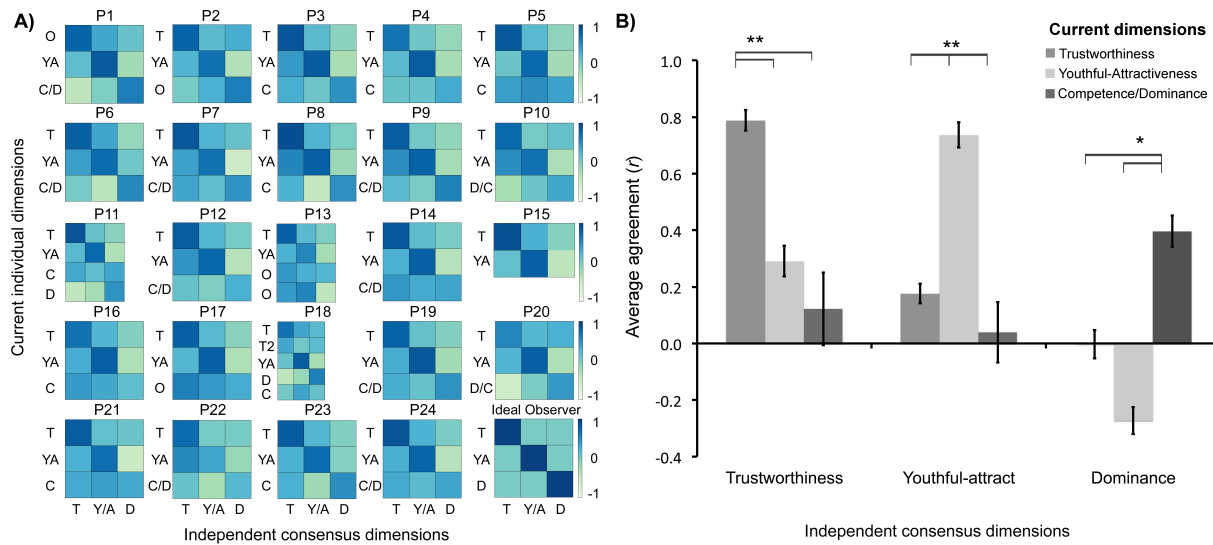 A)
P1 P2 P3 P4 P5
O T T T T 1
YA YA YA YA YA 0
C/D O C C C -1
P6 P7 P8 P9 P10
T T T T T 1
YA YA YA YA YA 0
C/D C/D C C/D D/C -1
P11 P12 P13 P14 P15
T T T T T 1
YA YA YA YA YA 0
C C/D O C/D -1
D O
P16 P17 P18 P19 P20
T T T T T 1
YA YA T2 YA YA 0
C O YA C/D D/C -1
D
C
P21 P22 P23 P24 Ideal Observer
T T T T T 1
YA YA YA YA YA 0
C C/D C C/D D -1
T Y/A D T Y/A D T Y/A D T Y/A D T Y/A D
Current individual dimensions
Independent consensus dimensions
B)
Current dimensions
Trustworthiness
Youthful-Attractiveness
Competence/Dominance
** ** *
1.0
0.8
0.6
0.4
0.2
0.0
-0.2
-0.4
Average agreement (r)
Trustworthiness Youthful-attract Dominance
Independent consensus dimensions